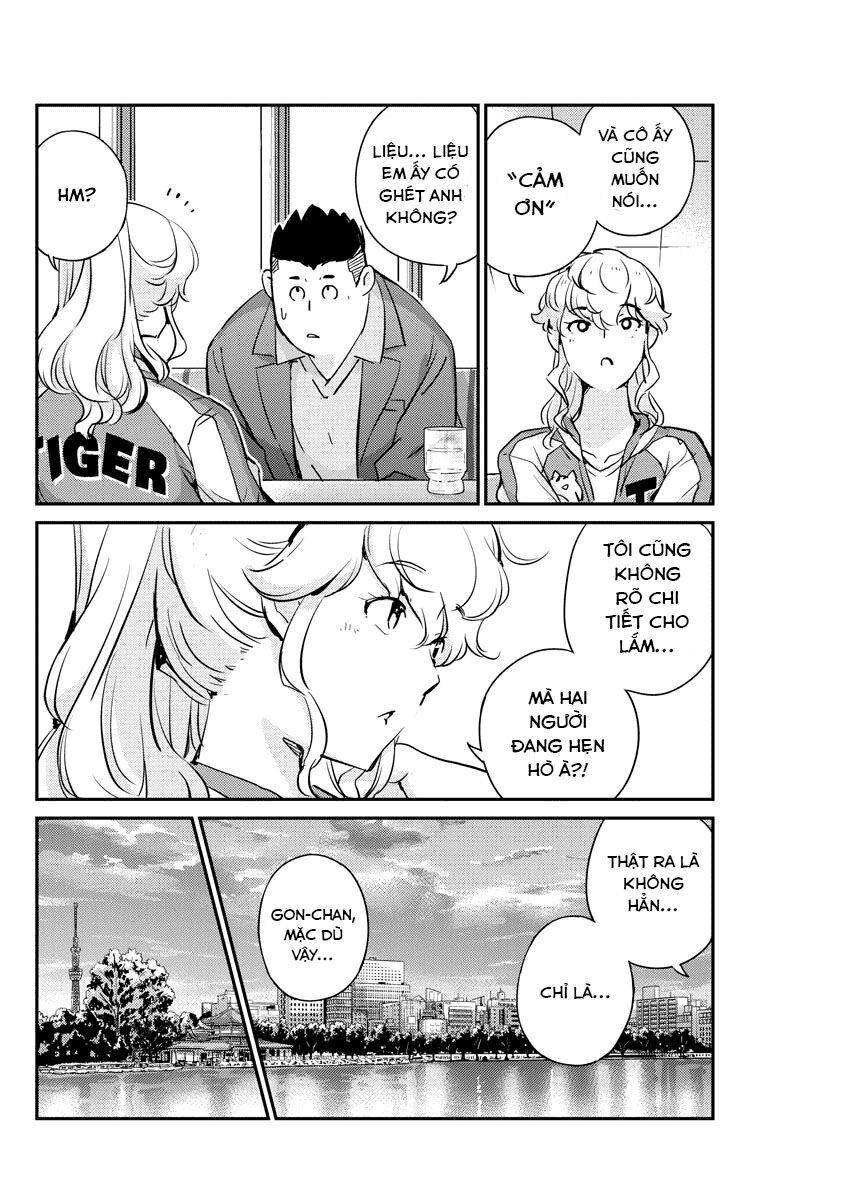 VÀ CÔ ẤY
CŨNG
MUỐN
NÓI...
"CẢM
ƠN"
T
LIỆU... LIỆU
EM ẤY CÓ
GHÉT ANH
KHÔNG?
HM?
TIGER
TÔI CŨNG
KHÔNG
RÕ CHI
TIẾT CHO
LẮM...
MÀ HAI
NGƯỜI
ĐANG HẸN
HÒ À?!
THẬT RA LÀ
KHÔNG
HẲN...
CHỈ LÀ...
GON-CHAN,
MẶC DÙ
VẬY...